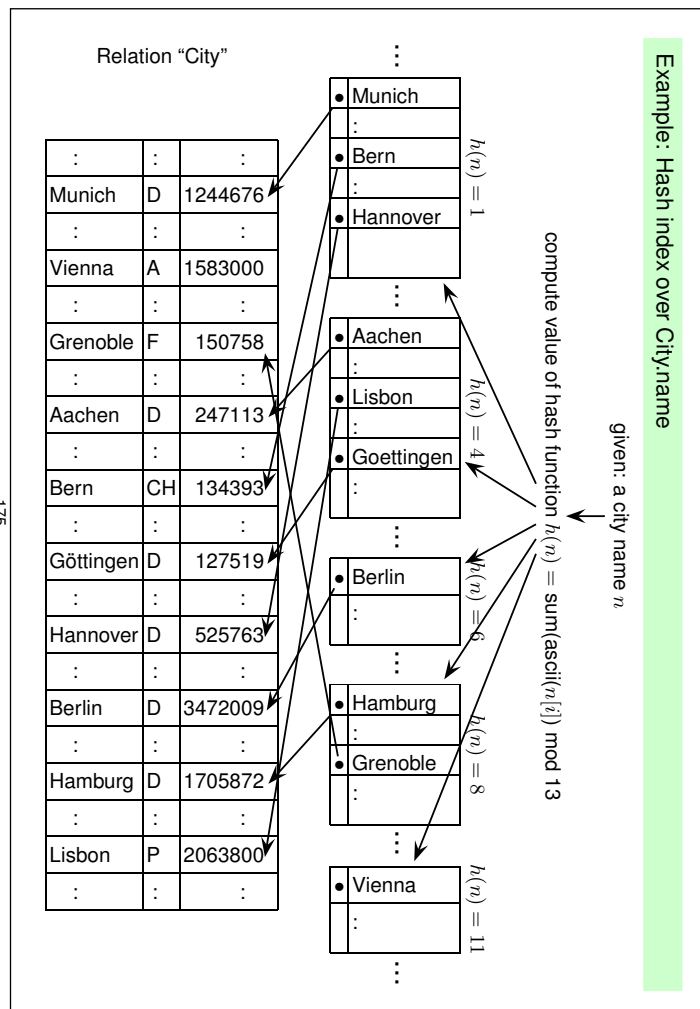 Example: Hash index over City.name
given: a city name n
compute value of hash function h(n) = sum(ascii(n[i]) mod 13
h(n) = 1
h(n) = 4
h(n) = 6
h(n) = 8
h(n) = 11
⋯
• Munich
:
• Bern
:
• Hannover
⋯
• Aachen
:
• Lisbon
:
• Goettingen
:
⋯
• Berlin
:
⋯
• Hamburg
:
• Grenoble
:
⋯
• Vienna
:
⋯
Relation “City”
: : :
Munich D 1244676
: : :
Vienna A 1583000
: : :
Grenoble F 150758
: : :
Aachen D 247113
: : :
Bern CH 134393
: : :
Göttingen D 127519
: : :
Hannover D 525763
: : :
Berlin D 3472009
: : :
Hamburg D 1705872
: : :
Lisbon P 2063800
: : :
175